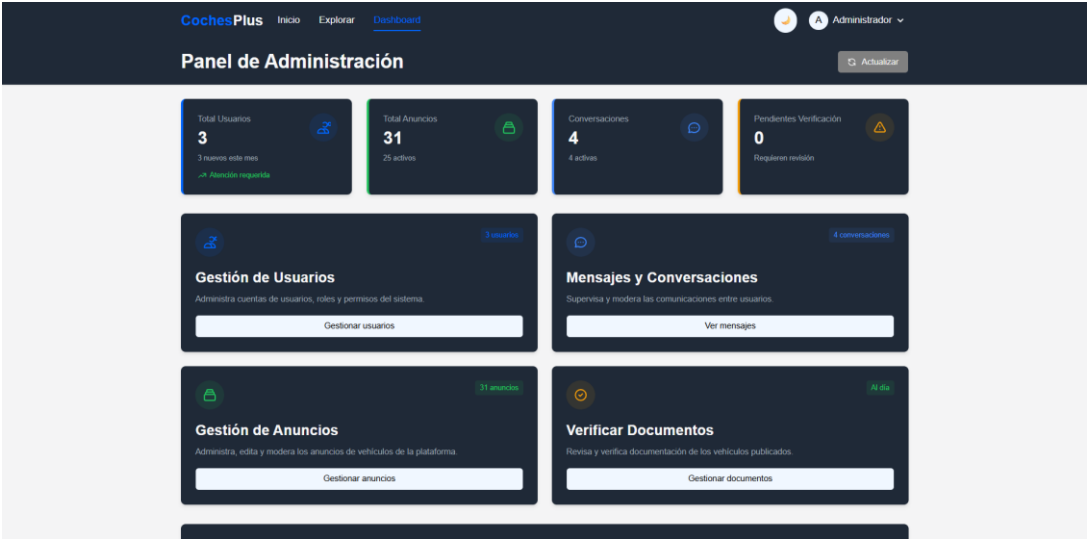 CochesPlus Inicio Explorar Dashboard A Administrador
Panel de Administración Actualizar
Total Usuarios
3
3 nuevos este mes
Atención requerida
Total Anuncios
31
25 activos
Conversaciones
4
4 activas
Pendientes Verificación
0
Requieren revisión
3 usuarios
Gestión de Usuarios
Administra cuentas de usuarios, roles y permisos del sistema.
Gestionar usuarios
4 conversaciones
Mensajes y Conversaciones
Supervisa y modera las comunicaciones entre usuarios.
Ver mensajes
31 anuncios
Gestión de Anuncios
Administra, edita y modera los anuncios de vehículos de la plataforma.
Gestionar anuncios
Al día
Verificar Documentos
Revisa y verifica documentación de los vehículos publicados.
Gestionar documentos